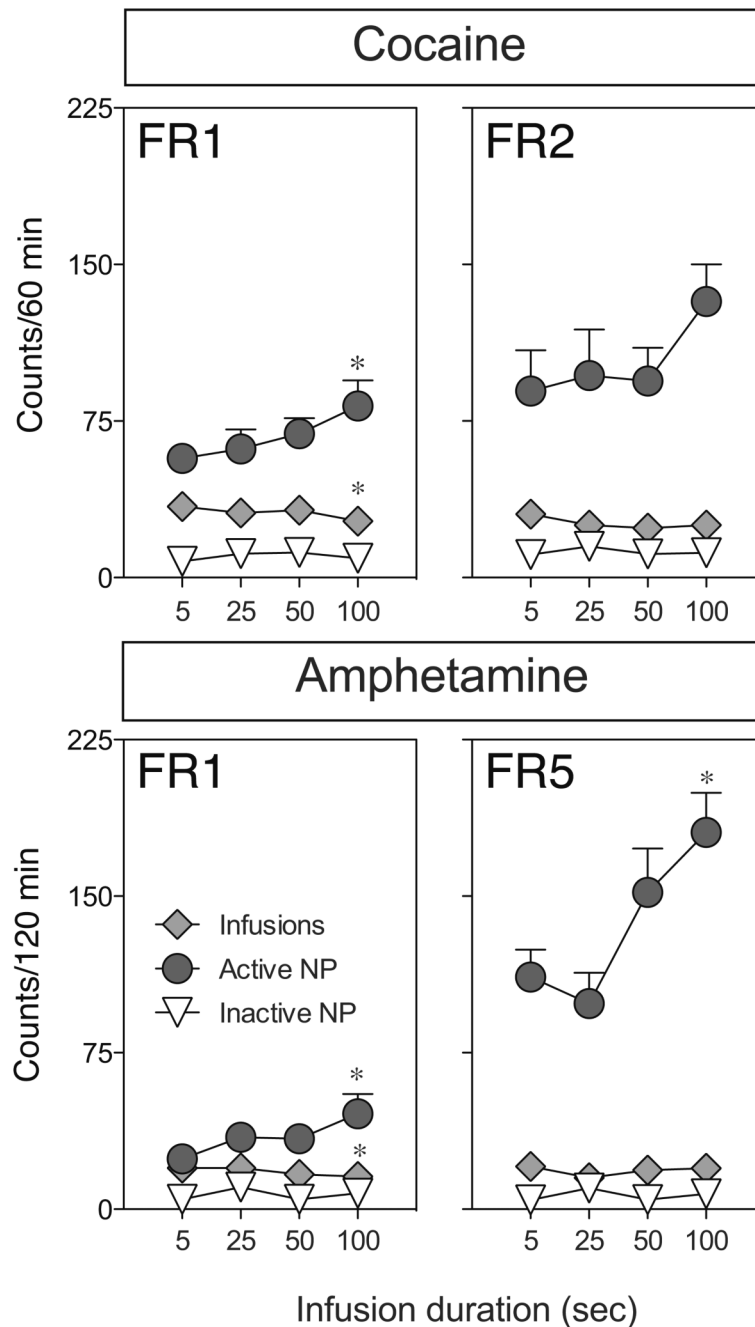 Cocaine
FR1
FR2
Counts/60 min
225
150
75
0
*
*
5 25 50 100
5 25 50 100
Amphetamine
FR1
FR5
Counts/120 min
225
150
75
0
Infusions
Active NP
Inactive NP
*
*
*
5 25 50 100
5 25 50 100
Infusion duration (sec)